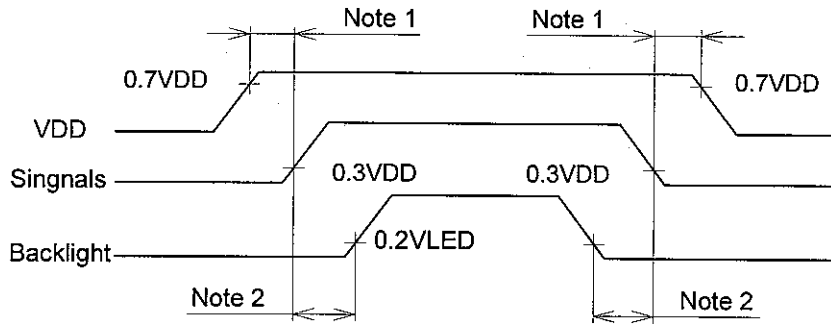 Note 1
Note 1
0.7VDD
0.7VDD
VDD
Singnals
0.3VDD
0.3VDD
Backlight
0.2VLED
Note 2
Note 2